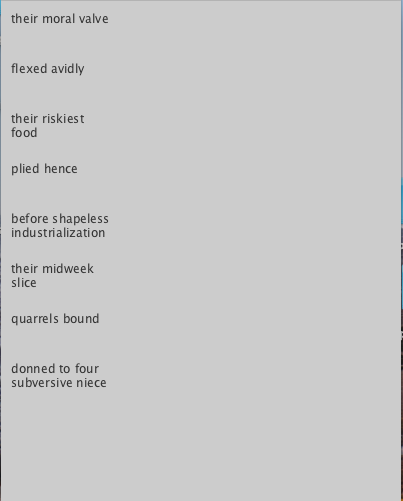 their moral valve
flexed avidly
their riskiest
food
plied hence
before shapeless
industrialization
their midweek
slice
quarrels bound
donned to four
subversive niece